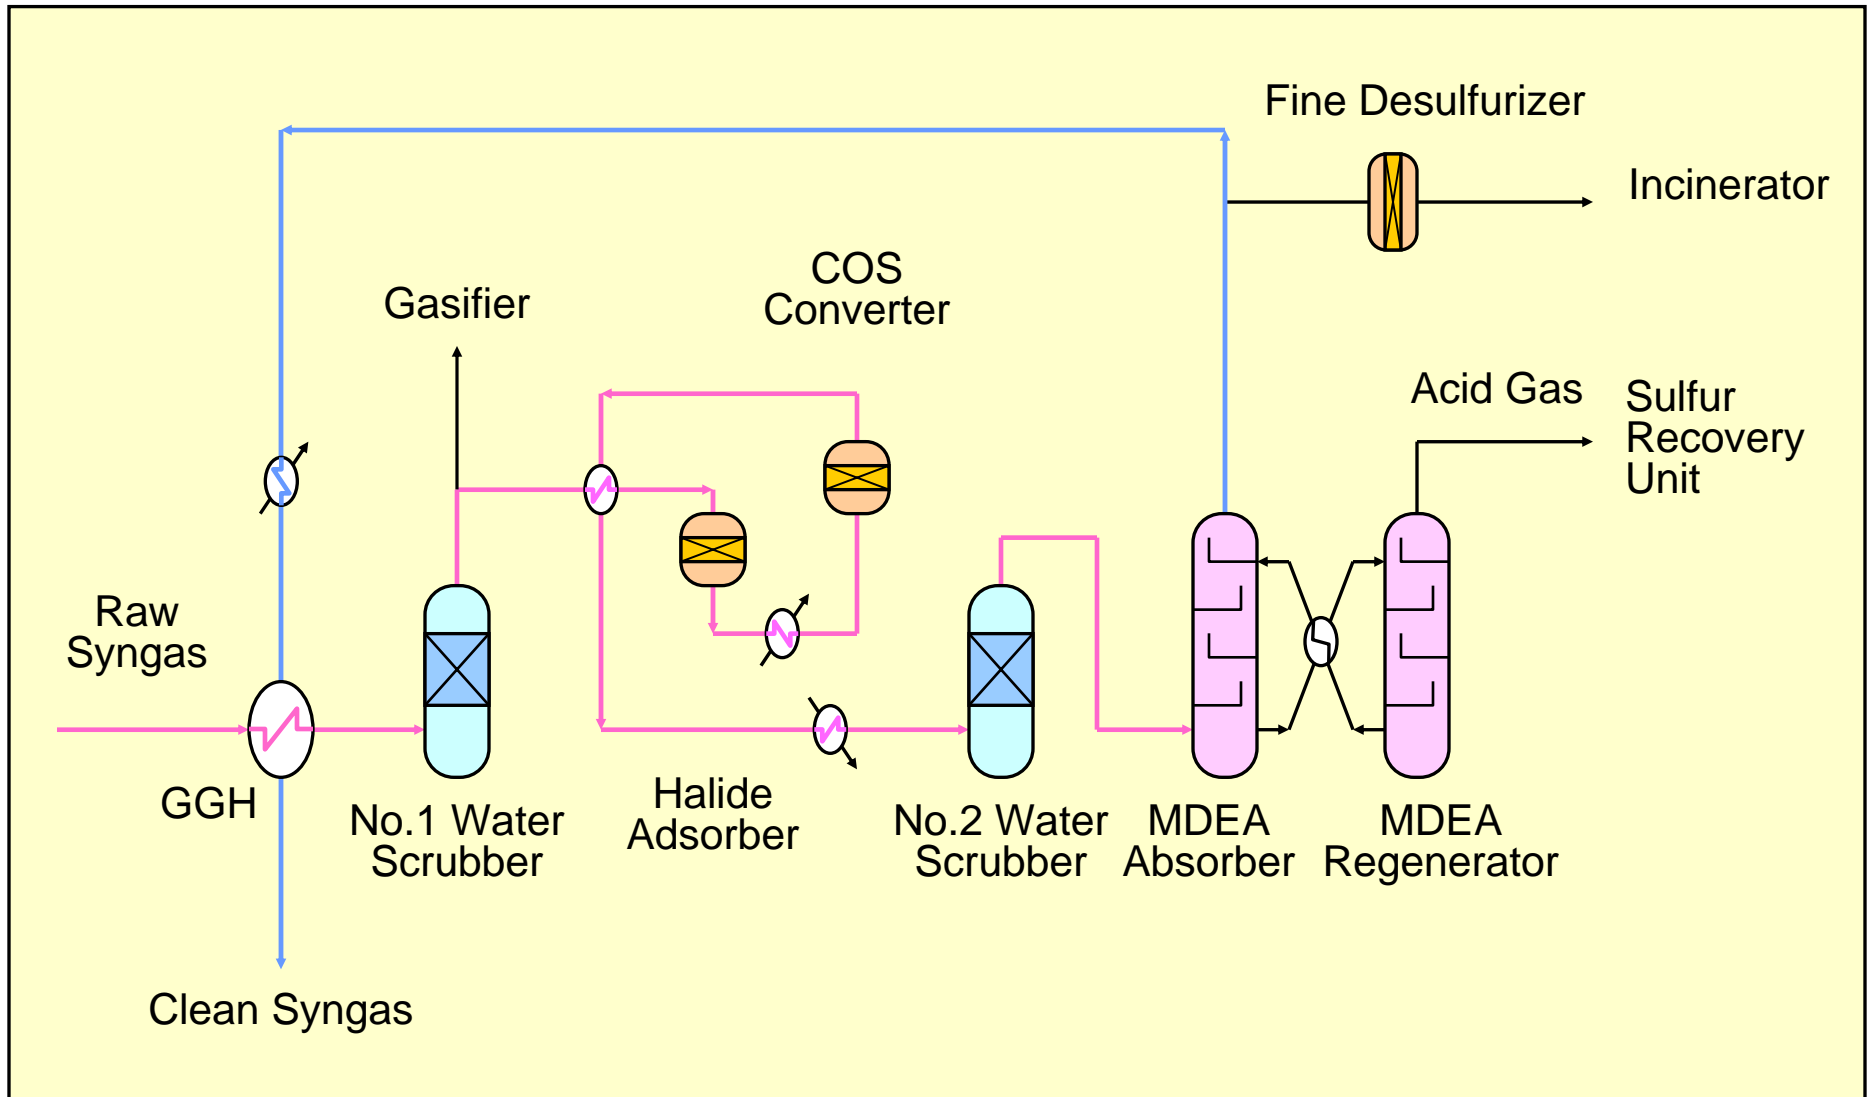 Fine Desulfurizer
Incinerator
COS
Converter
Gasifier
Acid Gas
Sulfur
Recovery
Unit
Raw
Syngas
GGH
No.1 Water
Scrubber
Halide
Adsorber
No.2 Water
Scrubber
MDEA
Absorber
MDEA
Regenerator
Clean Syngas